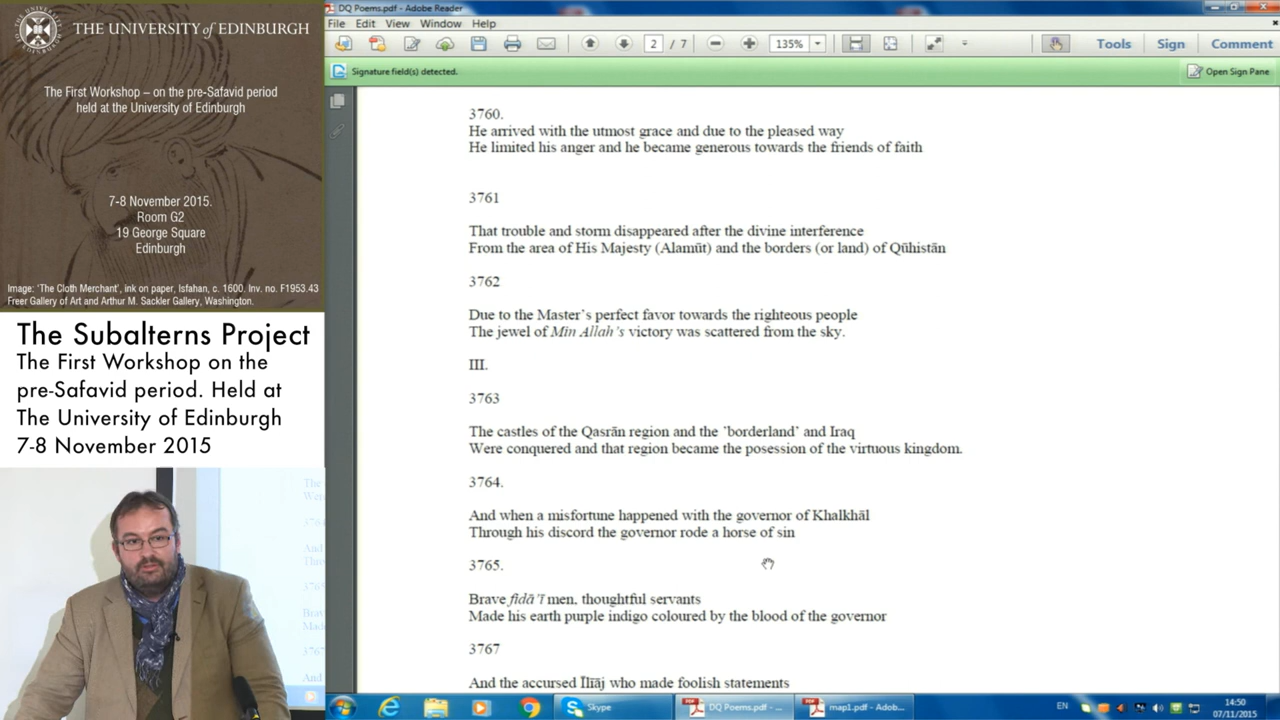 THE UNIVERSITY of EDINBURGH
The First Workshop – on the pre-Safavid period
held at the University of Edinburgh
7-8 November 2015.
Room G2
19 George Square
Edinburgh
Image: 'The Cloth Merchant', ink on paper, Isfahan, c. 1600. Inv. no. F1953.43
Freer Gallery of Art and Arthur M. Sackler Gallery, Washington.
The Subalterns Project
The First Workshop on the
pre-Safavid period. Held at
The University of Edinburgh
7-8 November 2015
DQ Poems.pdf - Adobe Reader
File Edit View Window Help
2 / 7
135%
Tools Sign Comment
Signature field(s) detected.
Open Sign Pane
3760.
He arrived with the utmost grace and due to the pleased way
He limited his anger and he became generous towards the friends of faith
3761
That trouble and storm disappeared after the divine interference
From the area of His Majesty (Alamūt) and the borders (or land) of Qūhistān
3762
Due to the Master's perfect favor towards the righteous people
The jewel of Min Allah's victory was scattered from the sky.
III.
3763
The castles of the Qasrān region and the 'borderland' and Iraq
Were conquered and that region became the posession of the virtuous kingdom.
3764.
And when a misfortune happened with the governor of Khalkhāl
Through his discord the governor rode a horse of sin
3765.
Brave fidā'ī men, thoughtful servants
Made his earth purple indigo coloured by the blood of the governor
3767
And the accursed Īlīāj who made foolish statements
Skype
DQ Poems.pdf - ...
map1.pdf - Adob...
EN
14:50
07/11/2015